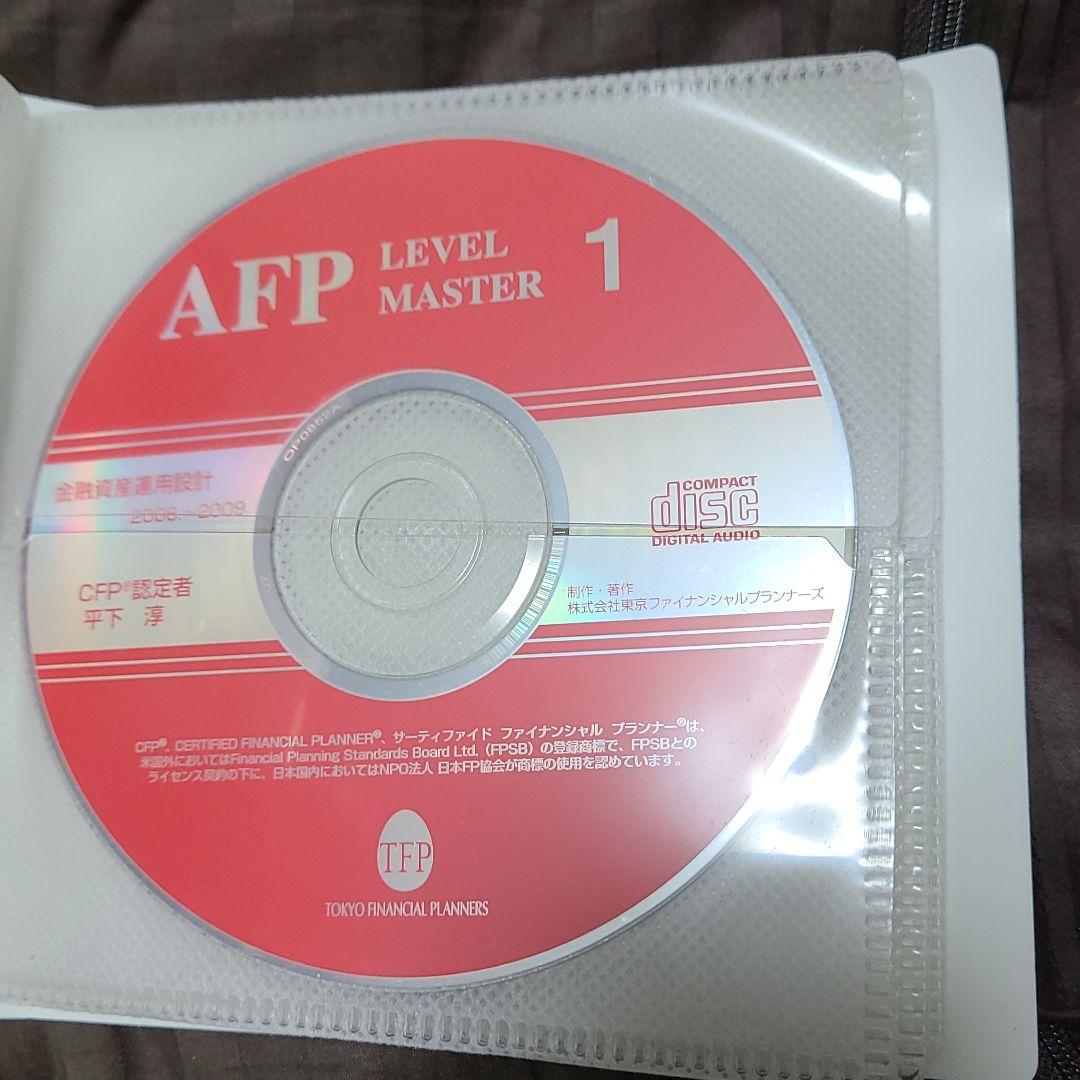 AFP LEVEL MASTER 1
金融資産運用設計
2008.~2009.
CFP®認定者
平下 淳
COMPACT
disc
DIGITAL AUDIO
制作・著作
株式会社東京ファイナンシャルプランナーズ
CFP®、CERTIFIED FINANCIAL PLANNER®、サーティファイド ファイナンシャル プランナー®は、
米国外においてはFinancial Planning Standards Board Ltd.(FPSB)の登録商標で、FPSBとの
ライセンス契約の下に、日本国内においてはNPO法人 日本FP協会が商標の使用を認めています。
TFP
TOKYO FINANCIAL PLANNERS